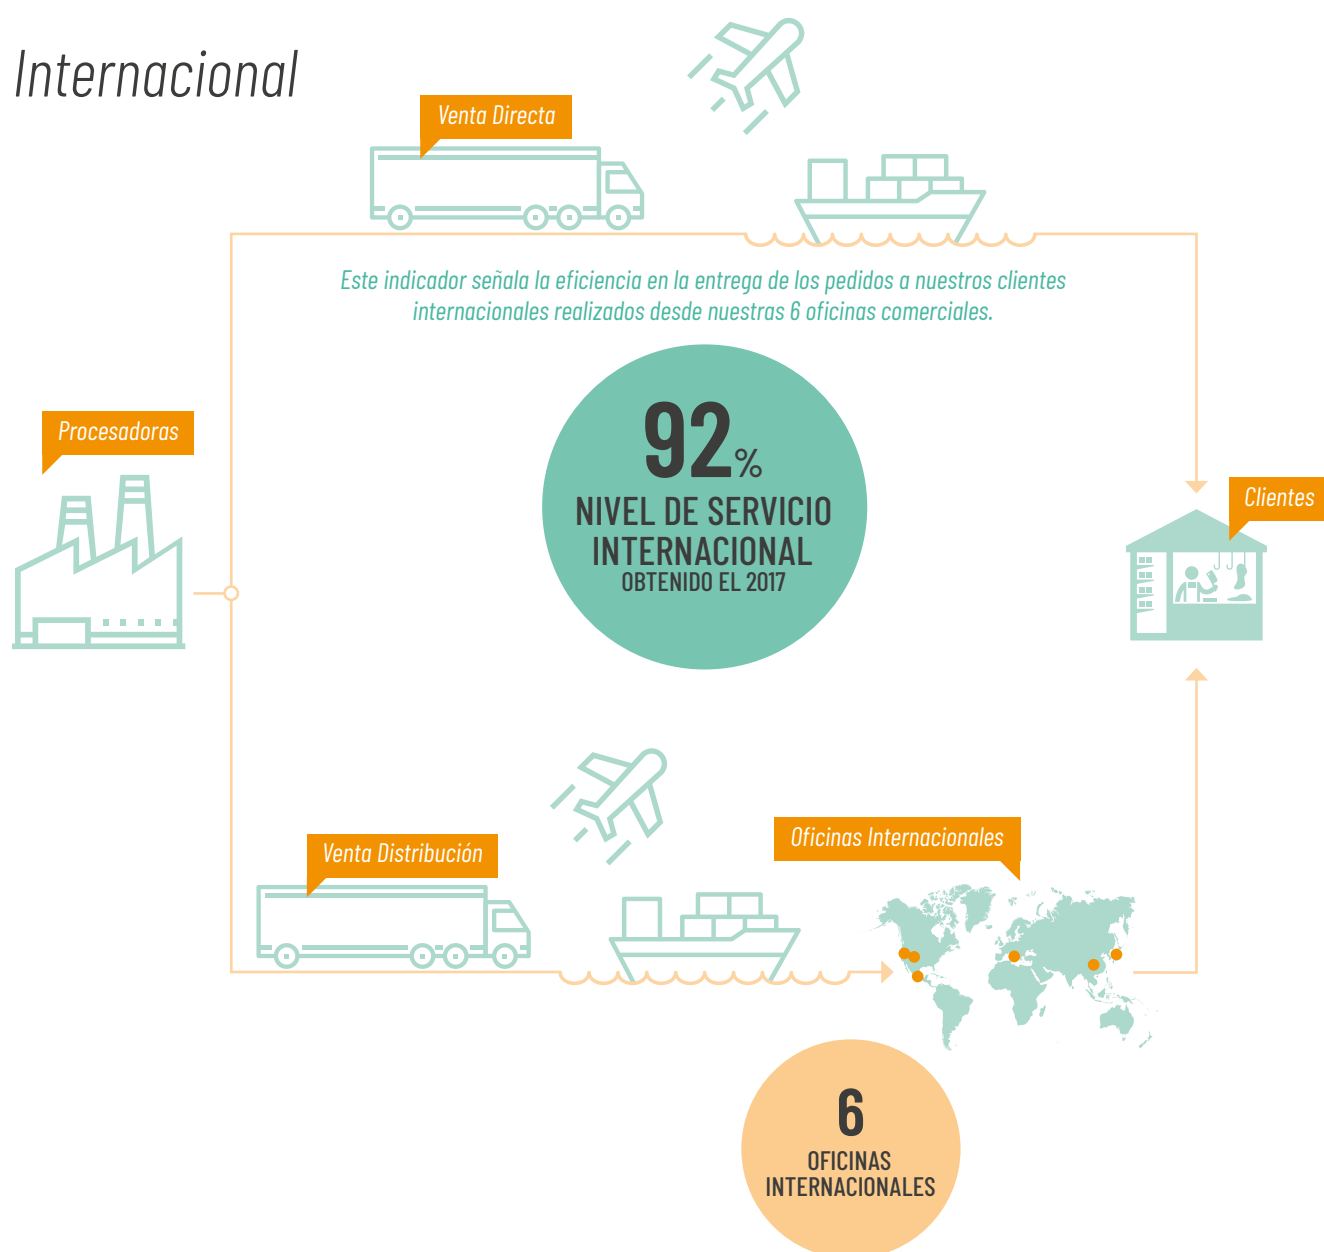 Internacional
Venta Directa
Este indicador señala la eficiencia en la entrega de los pedidos a nuestros clientes
internacionales realizados desde nuestras 6 oficinas comerciales.
92%
NIVEL DE SERVICIO
INTERNACIONAL
OBTENIDO EL 2017
Procesadoras
Clientes
Venta Distribución
Oficinas Internacionales
6
OFICINAS
INTERNACIONALES